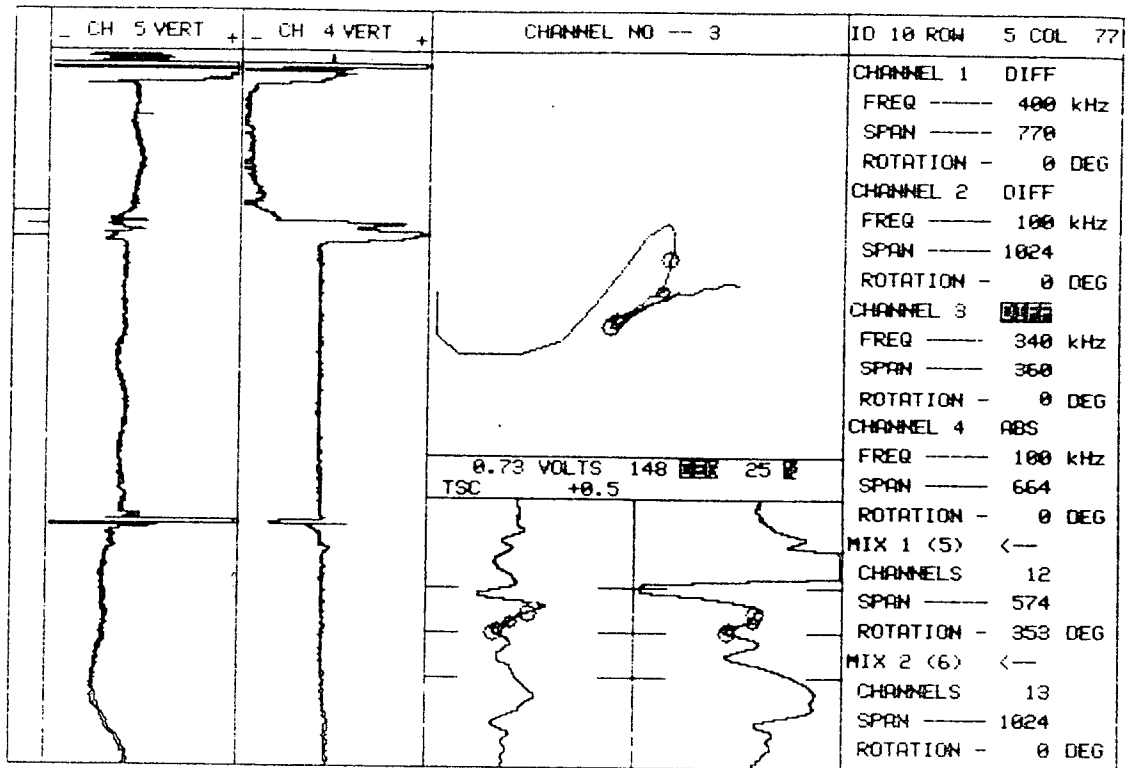 _ CH 5 VERT +
_ CH 4 VERT +
CHANNEL NO -- 3
ID 10 ROW 5 COL 77
CHANNEL 1 DIFF
FREQ ----- 400 kHz
SPAN ----- 770
ROTATION - 0 DEG
CHANNEL 2 DIFF
FREQ ----- 100 kHz
SPAN ----- 1024
ROTATION - 0 DEG
CHANNEL 3 DIFF
FREQ ----- 340 kHz
SPAN ----- 360
ROTATION - 0 DEG
CHANNEL 4 ABS
FREQ ----- 100 kHz
SPAN ----- 664
ROTATION - 0 DEG
MIX 1 (5) <--
CHANNELS 12
SPAN ----- 574
ROTATION - 353 DEG
MIX 2 (6) <--
CHANNELS 13
SPAN ----- 1024
ROTATION - 0 DEG
0.73 VOLTS 148 25
TSC +0.5